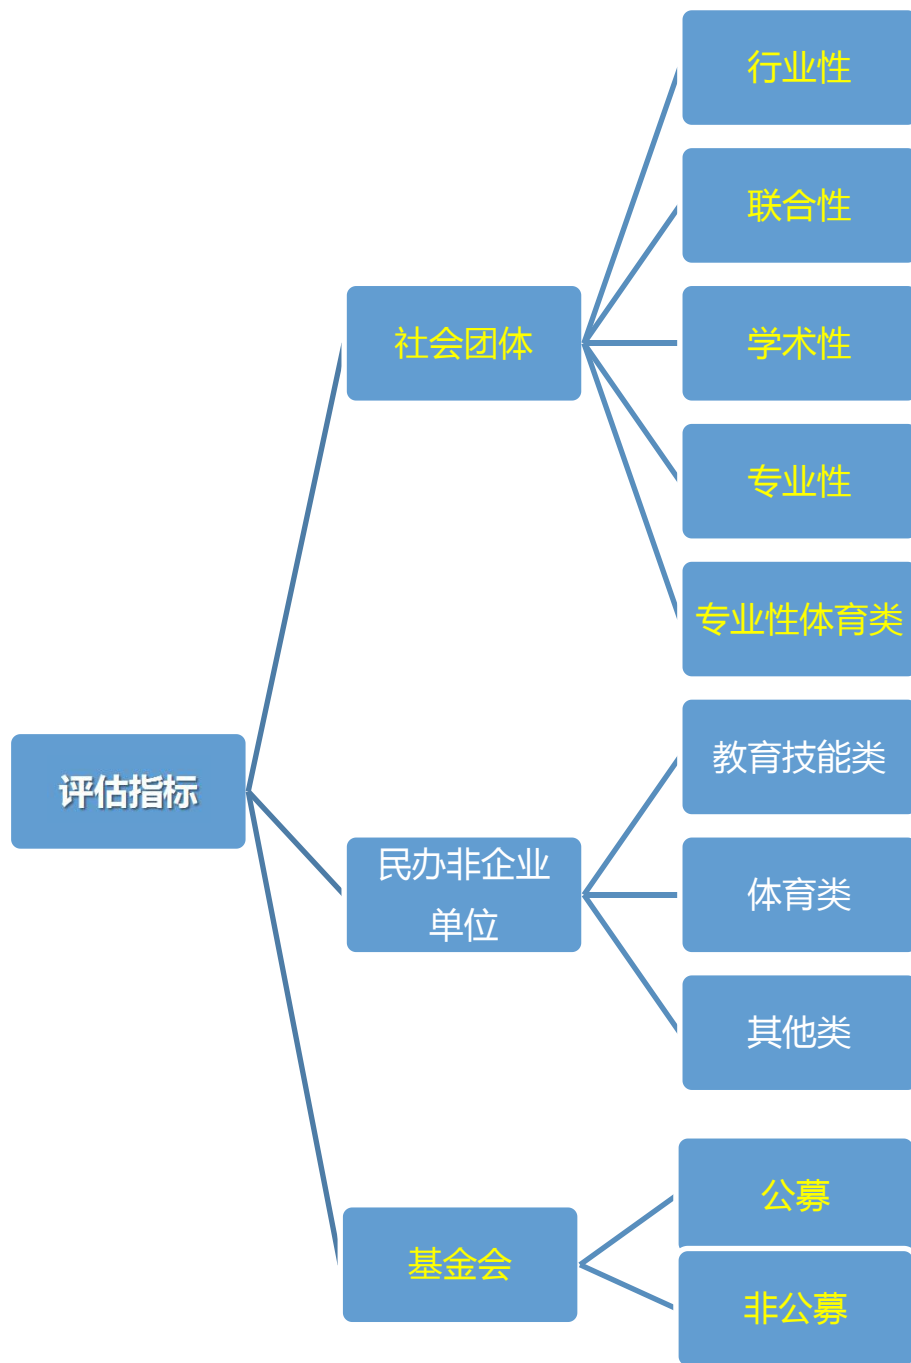 行业性
联合性
社会团体
学术性
专业性
专业性体育类
评估指标
教育技能类
民办非企业
单位
体育类
其他类
公募
基金会
非公募